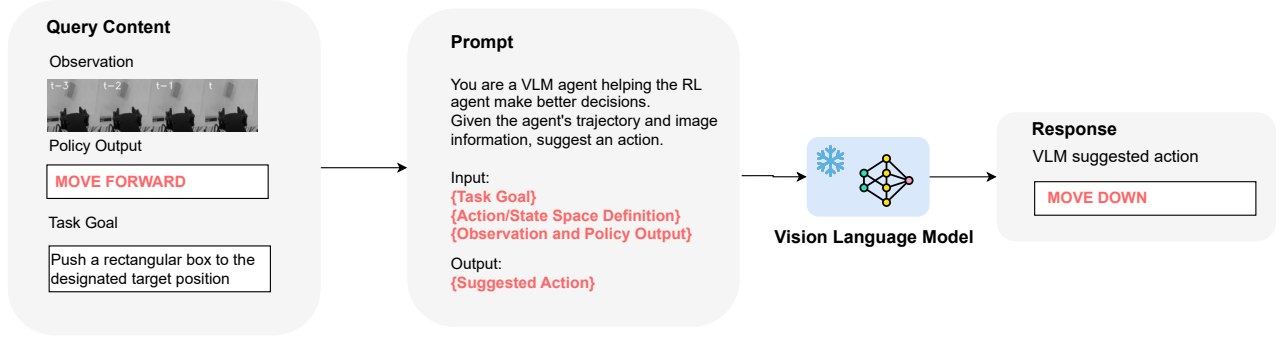 Query Content
Observation
t-3 t-2 t-1 t
Policy Output
MOVE FORWARD
Task Goal
Push a rectangular box to the
designated target position
Prompt
You are a VLM agent helping the RL
agent make better decisions.
Given the agent's trajectory and image
information, suggest an action.
Input:
{Task Goal}
{Action/State Space Definition}
{Observation and Policy Output}
Output:
{Suggested Action}
Vision Language Model
Response
VLM suggested action
MOVE DOWN